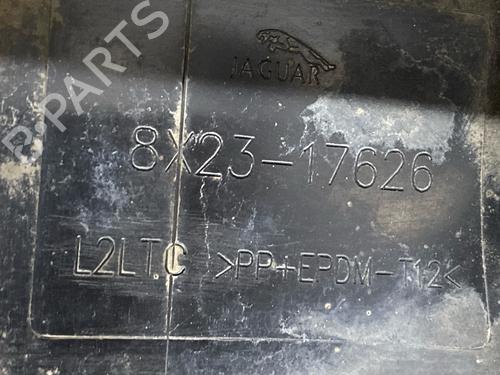 B-PARTS
JAGUAR
8X23-17626
L2LTC >PP+EPDM-T12<